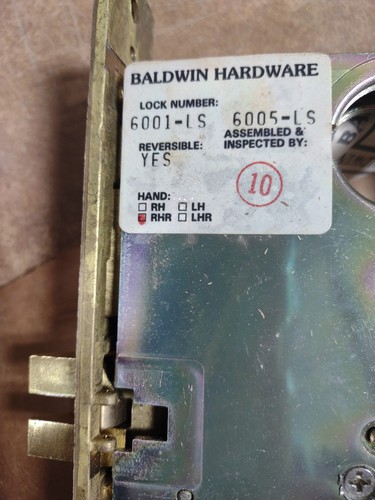 BALDWIN HARDWARE
LOCK NUMBER:
6001-LS 6005-LS
ASSEMBLED &
REVERSIBLE: INSPECTED BY:
YES
10
HAND:
RH LH
RHR LHR
BA